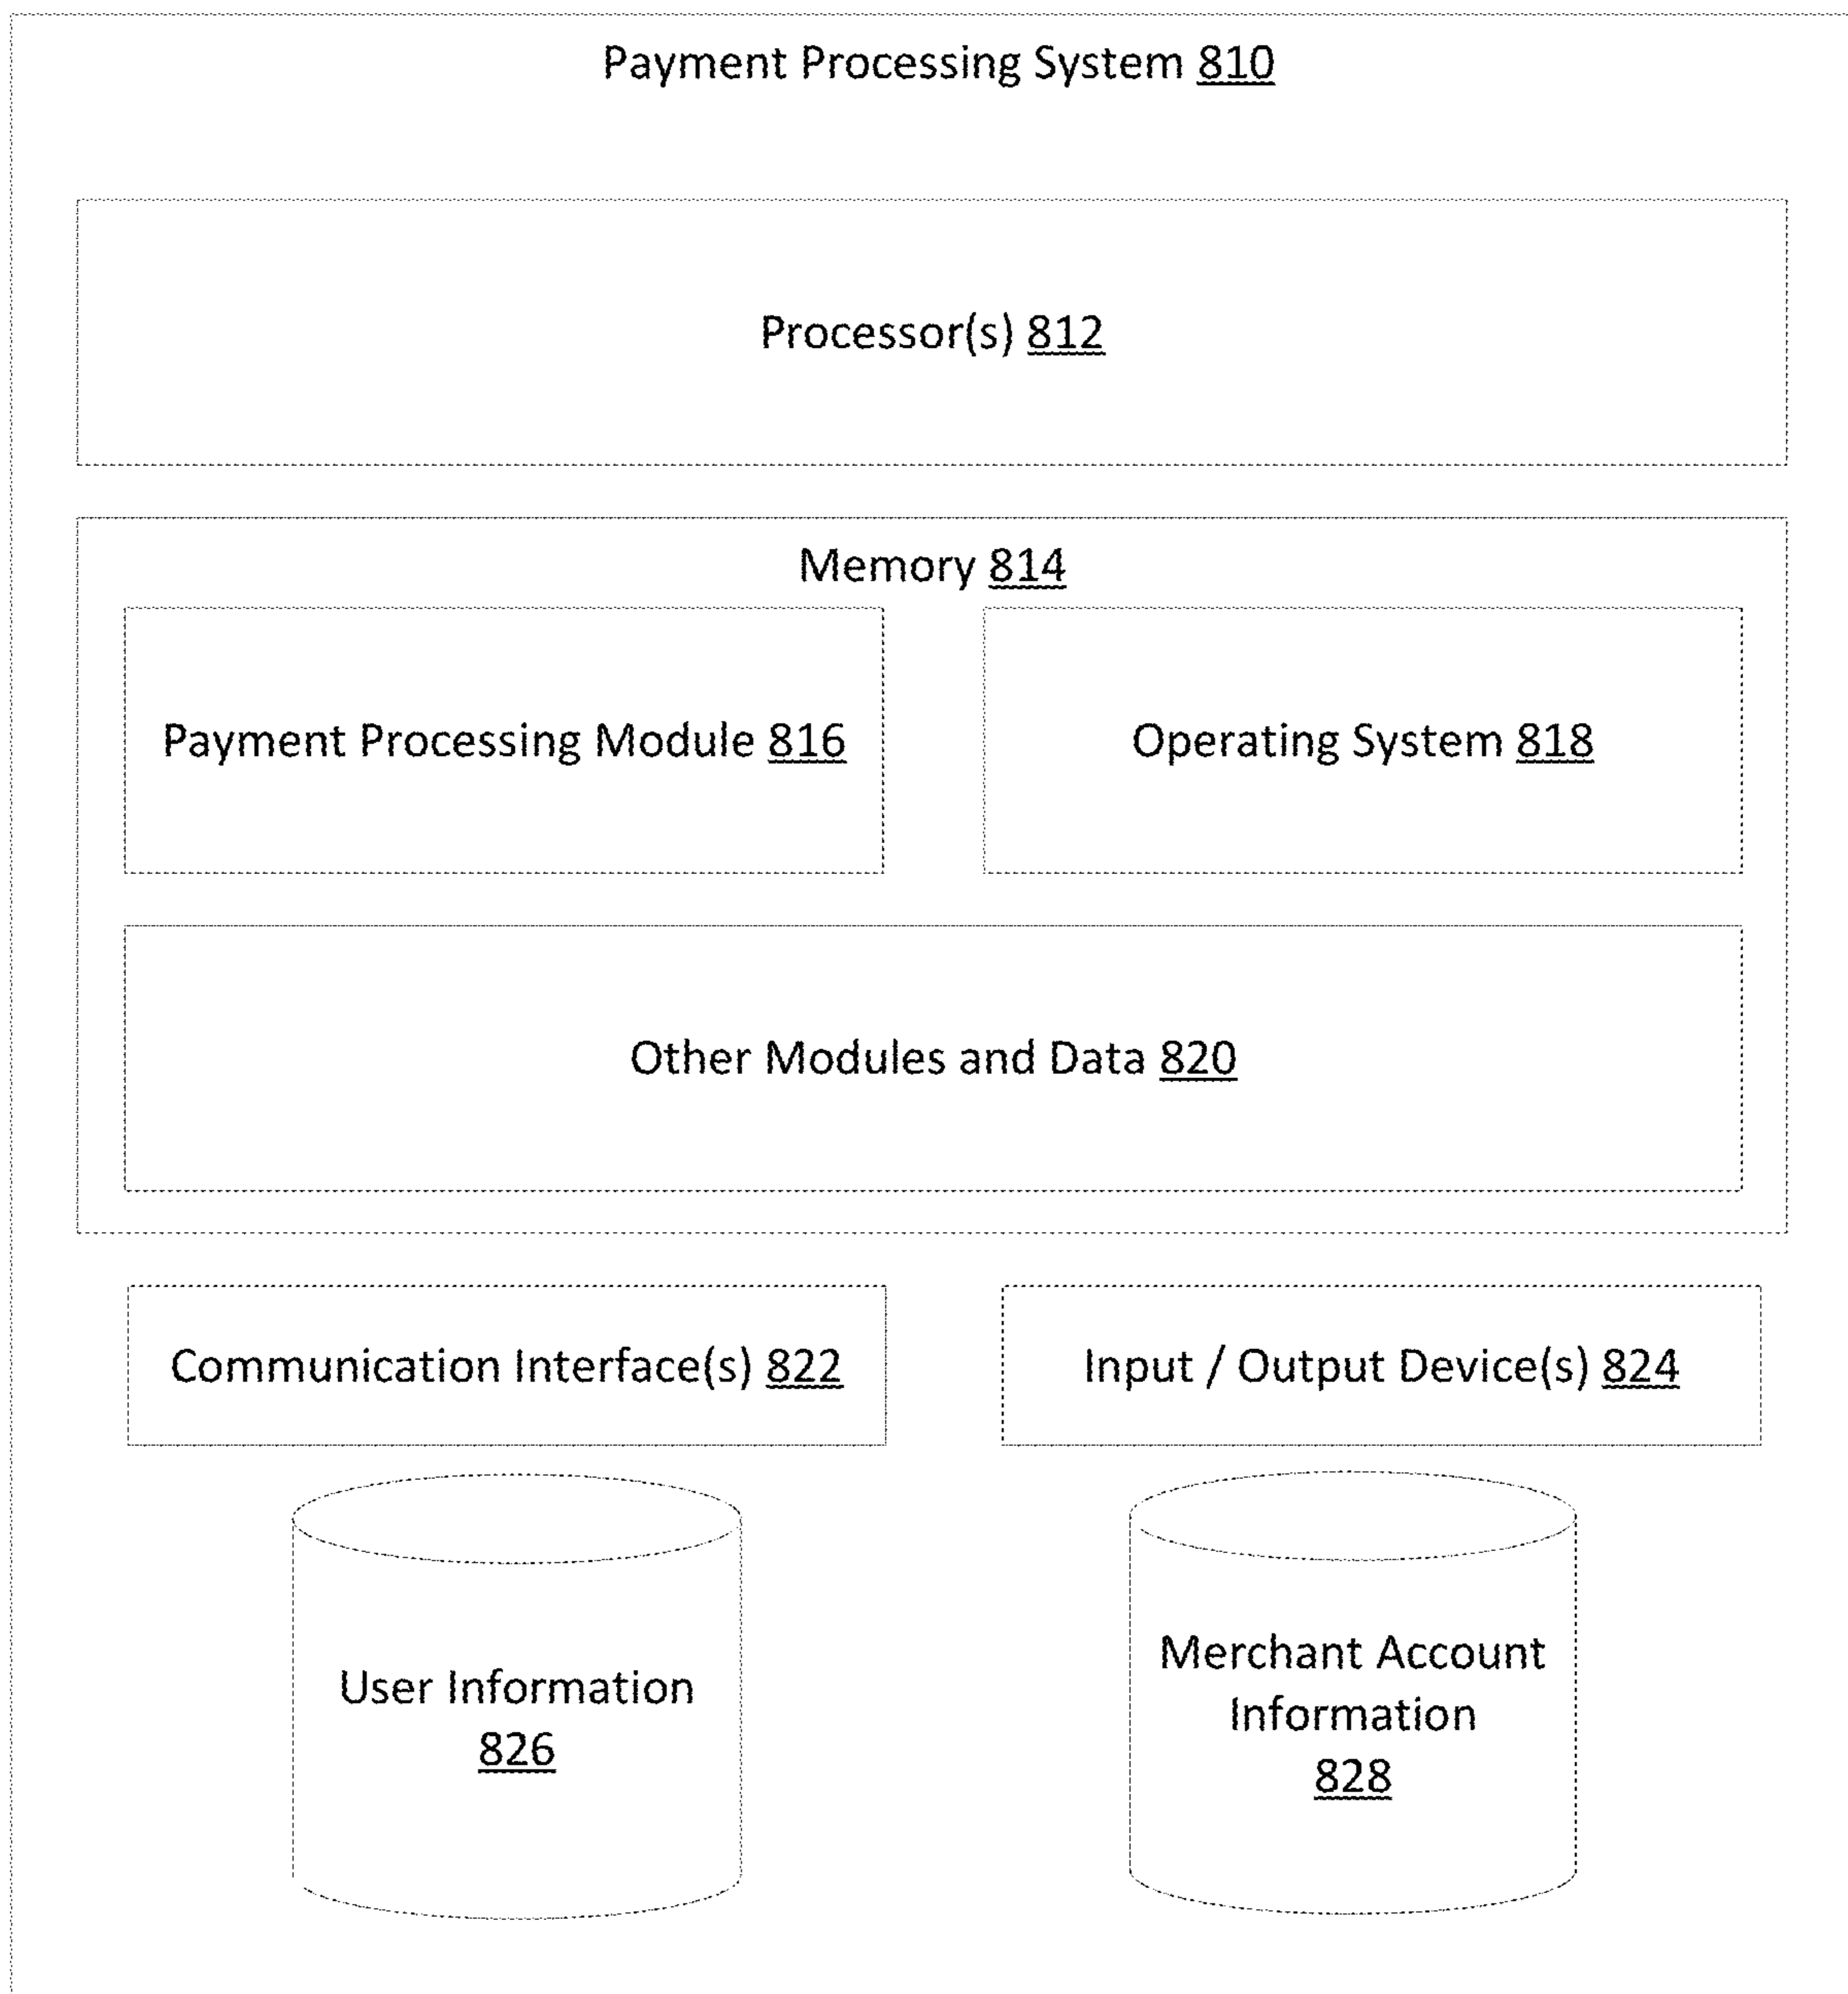 Payment Processing System 810
Processor(s) 812
Memory 814
Payment Processing Module 816
Operating System 818
Other Modules and Data 820
Communication Interface(s) 822
Input / Output Device(s) 824
User Information
826
Merchant Account
Information
828